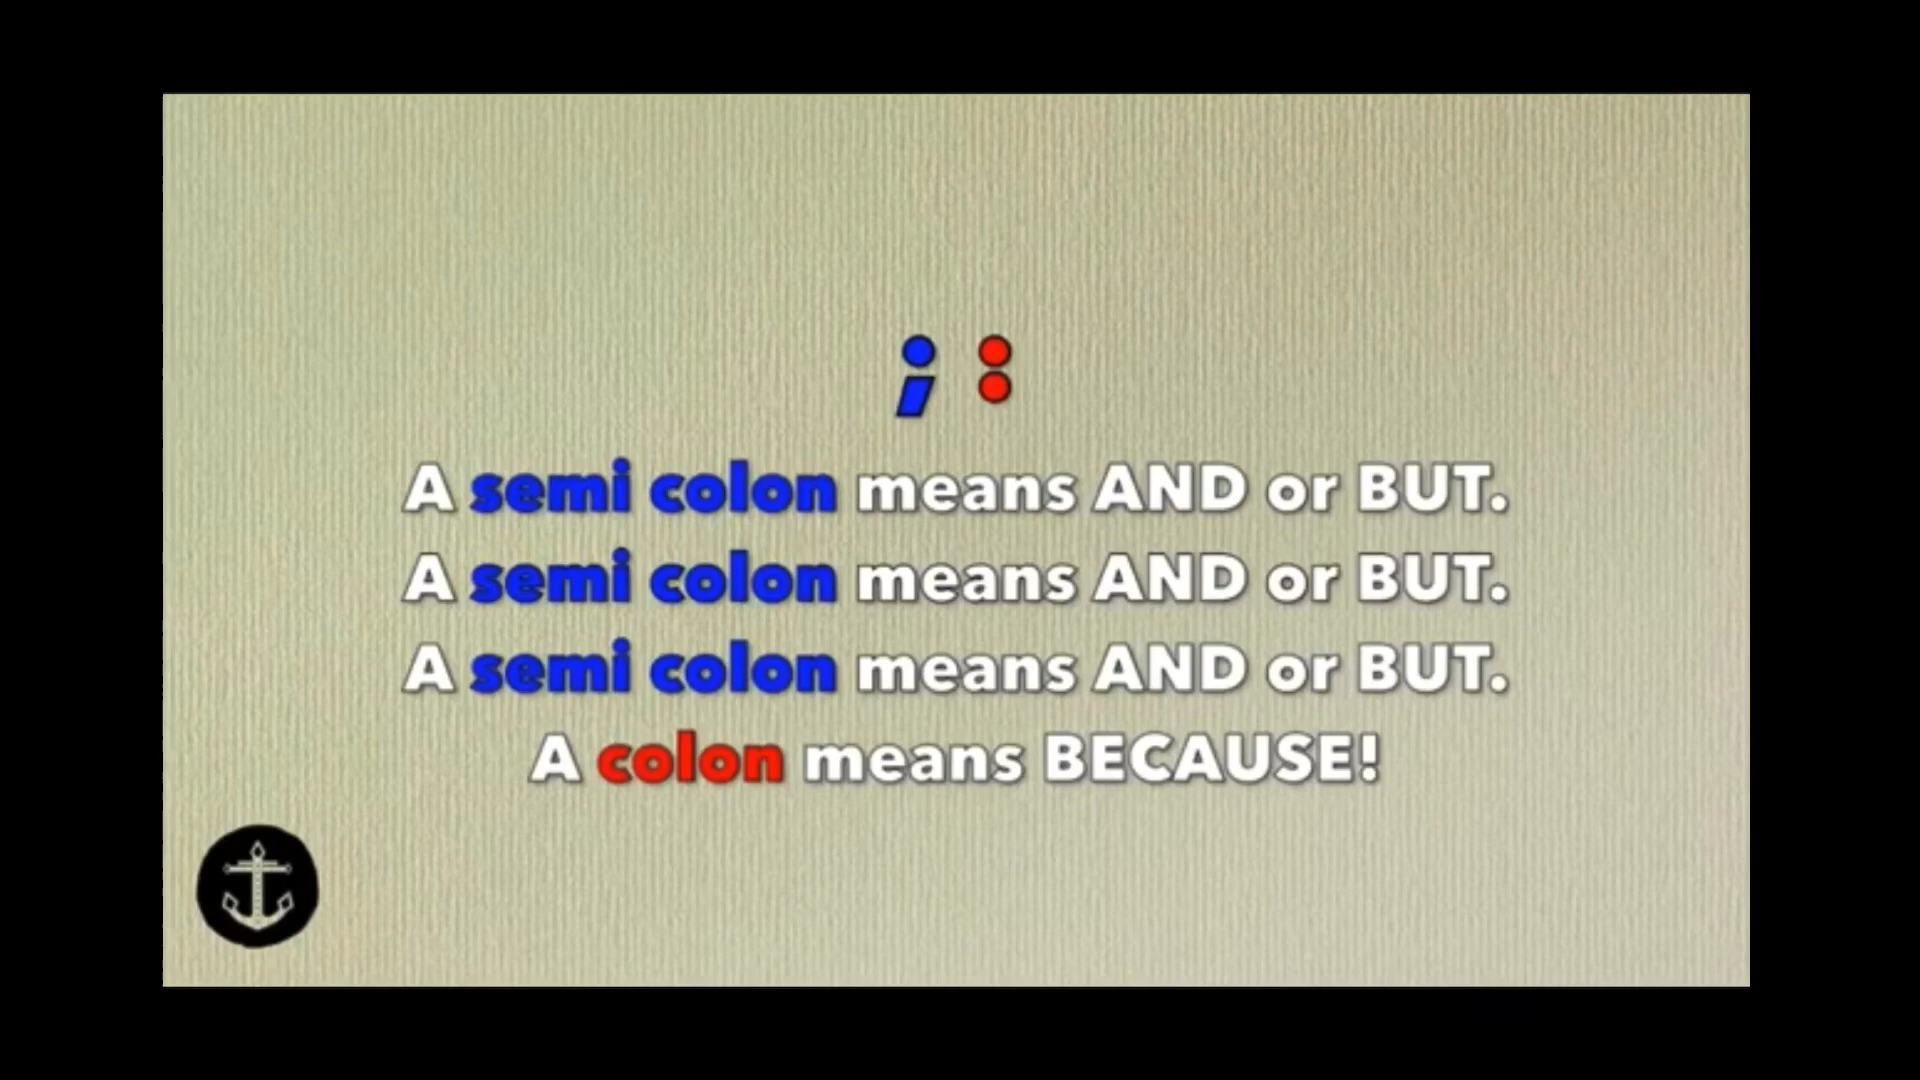 ; :
A semi colon means AND or BUT.
A semi colon means AND or BUT.
A semi colon means AND or BUT.
A colon means BECAUSE!